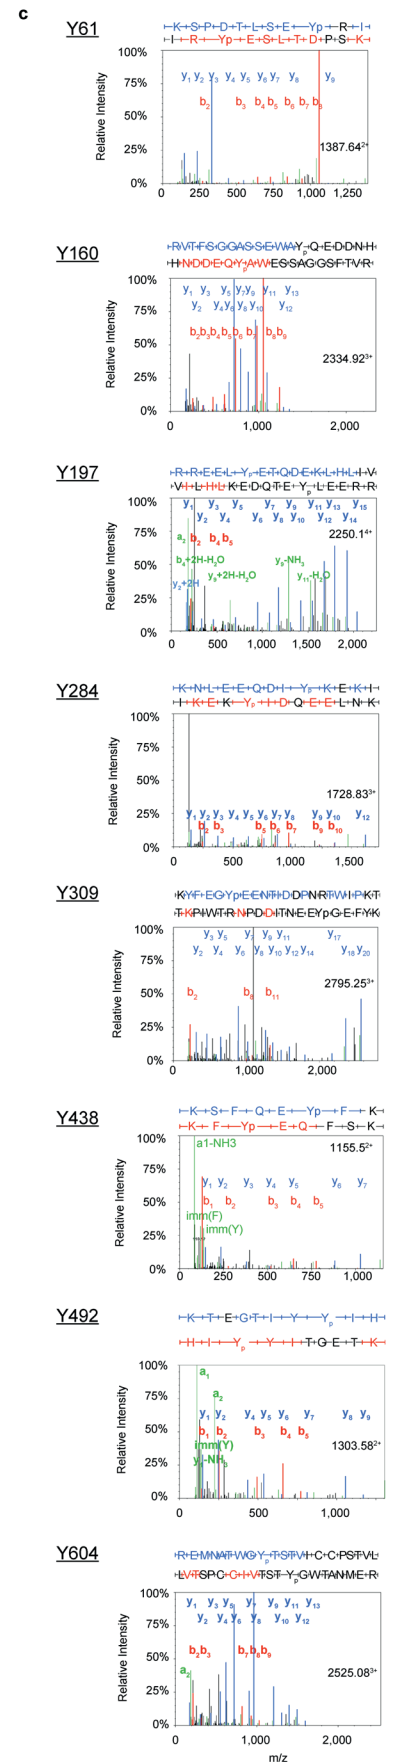 c
Y61
K S P D T L S E Yp R I
I R Yp E S L T D P S K
100%
y1 y2 y3 y4 y5 y6 y7 y8 y9
75%
b2 b3 b4 b5 b6 b7 b8
Relative Intensity
50%
1387.64²⁺
25%
0%
0 250 500 750 1,000 1,250
Y160
R V T F S G G A S S E W A Yp Q E D D N H
H N D D E Q Yp A W E S S A G G S F T V R
100%
y1 y3 y5 y7 y9 y11 y13
y2 y4 y6 y8 y10 y12
75%
b2 b3 b4 b5 b6 b7 b8 b9
Relative Intensity
50%
2334.92³⁺
25%
0%
0 1,000 2,000
Y197
R R E E L Yp E T Q D E K L H L I V
V I L H L K E D Q T E Yp L E E R R
100%
y1 y3 y5 y7 y9 y11 y13 y15
y2 y4 y6 y8 y10 y12 y14
75%
a2 b2 b4 b5
2250.1⁴⁺
b4+2H-H2O y9-NH3
Relative Intensity
50%
y9+2H-H2O y11-H2O
y2+2H
25%
0%
0 500 1,000 1,500 2,000
Y284
K N L E E Q D I Yp K E K I
I K E K Yp I D Q E E L N K
100%
75%
Relative Intensity
50%
1728.83³⁺
25%
y1 y2 y3 y4 y5 y6 y7 y8 y9 y10 y12
b2 b3 b5 b6 b7 b9 b10
0%
0 500 1,000 1,500
Y309
K Y F E G Y p E E N T D D P N R T W I P K T
T K P I W T R N P D D I T N E E Y p G E F Y K
100%
y3 y5 y7 y9 y11 y17
y2 y4 y6 y8 y10 y12 y14 y18 y20
75%
b2 b8 b11
Relative Intensity
50%
2795.25³⁺
25%
0%
0 1,000 2,000
Y438
K S F Q E Yp F K
K F Yp E Q F S K
100%
a1-NH3
1155.5²⁺
75%
y1 y2 y3 y4 y5 y6 y7
b1 b2 b3 b4 b5
Relative Intensity
50%
imm(F)
imm(Y)
25%
0%
0 250 500 750 1,000
Y492
K T E G T I Y Yp I H
H I Yp Y I T G E T K
100%
a1
a2
75%
y1 y2 y4 y5 y6 y7 y8 y9
b1 b2 b3 b4 b5
Relative Intensity
50%
imm(Y)
1303.58²⁺
25%
0%
0 500 1,000
Y604
R E M N A T W G Yp T S T V I C C P S T V L
L V T S P C C I V T S T Yp G W T A N M E R
100%
y1 y3 y5 y7 y9 y11 y13
y2 y4 y6 y8 y10 y12
75%
b2 b3 b7 b8 b9
Relative Intensity
50%
a2
2525.08³⁺
25%
0%
0 1,000 2,000
m/z